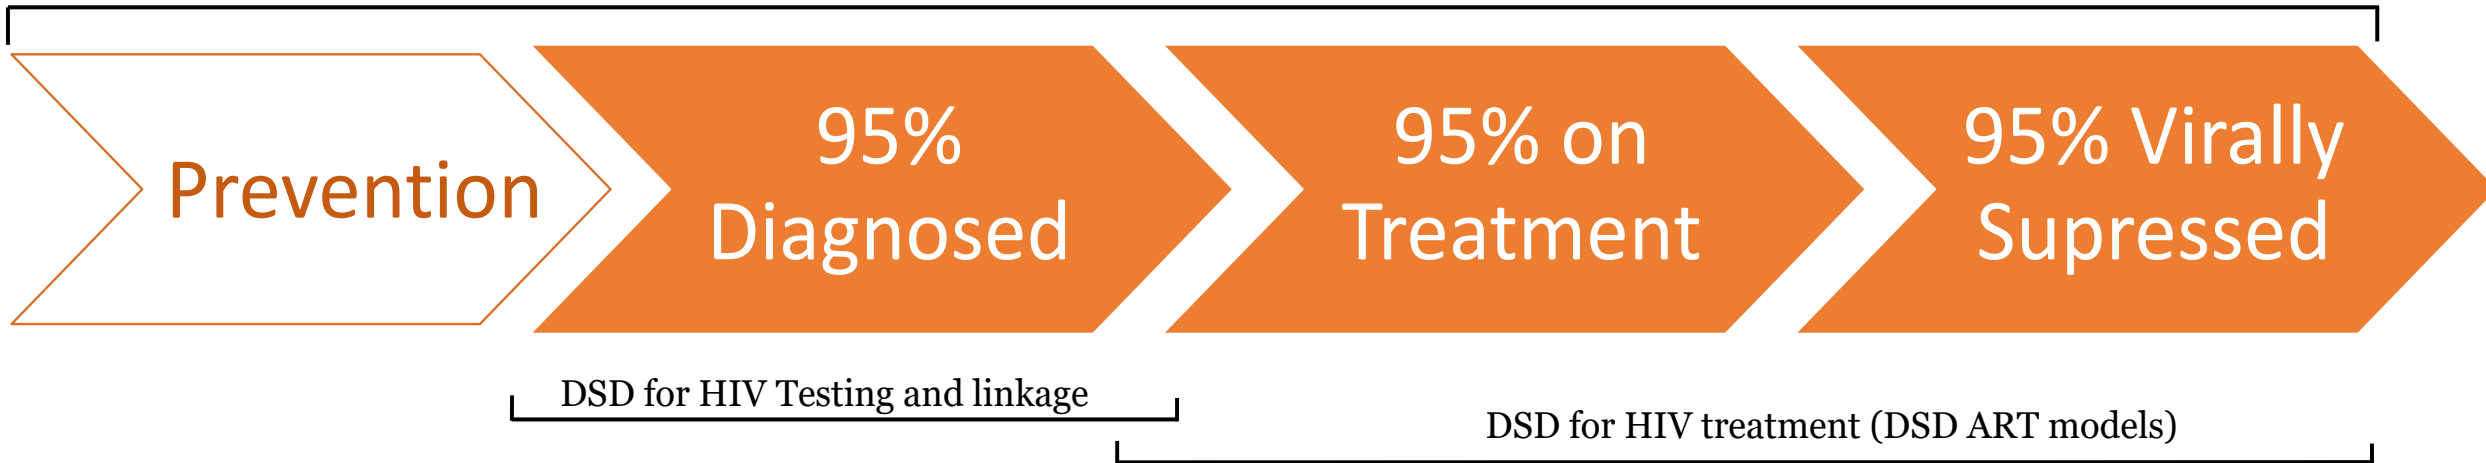 Prevention
95%
Diagnosed
95% on
Treatment
95% Virally
Supressed
DSD for HIV Testing and linkage
DSD for HIV treatment (DSD ART models)